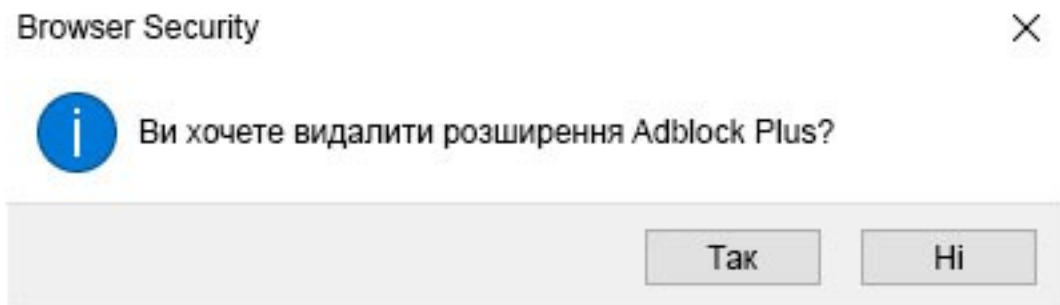 Browser Security
Ви хочете видалити розширення Adblock Plus?
Так Ні